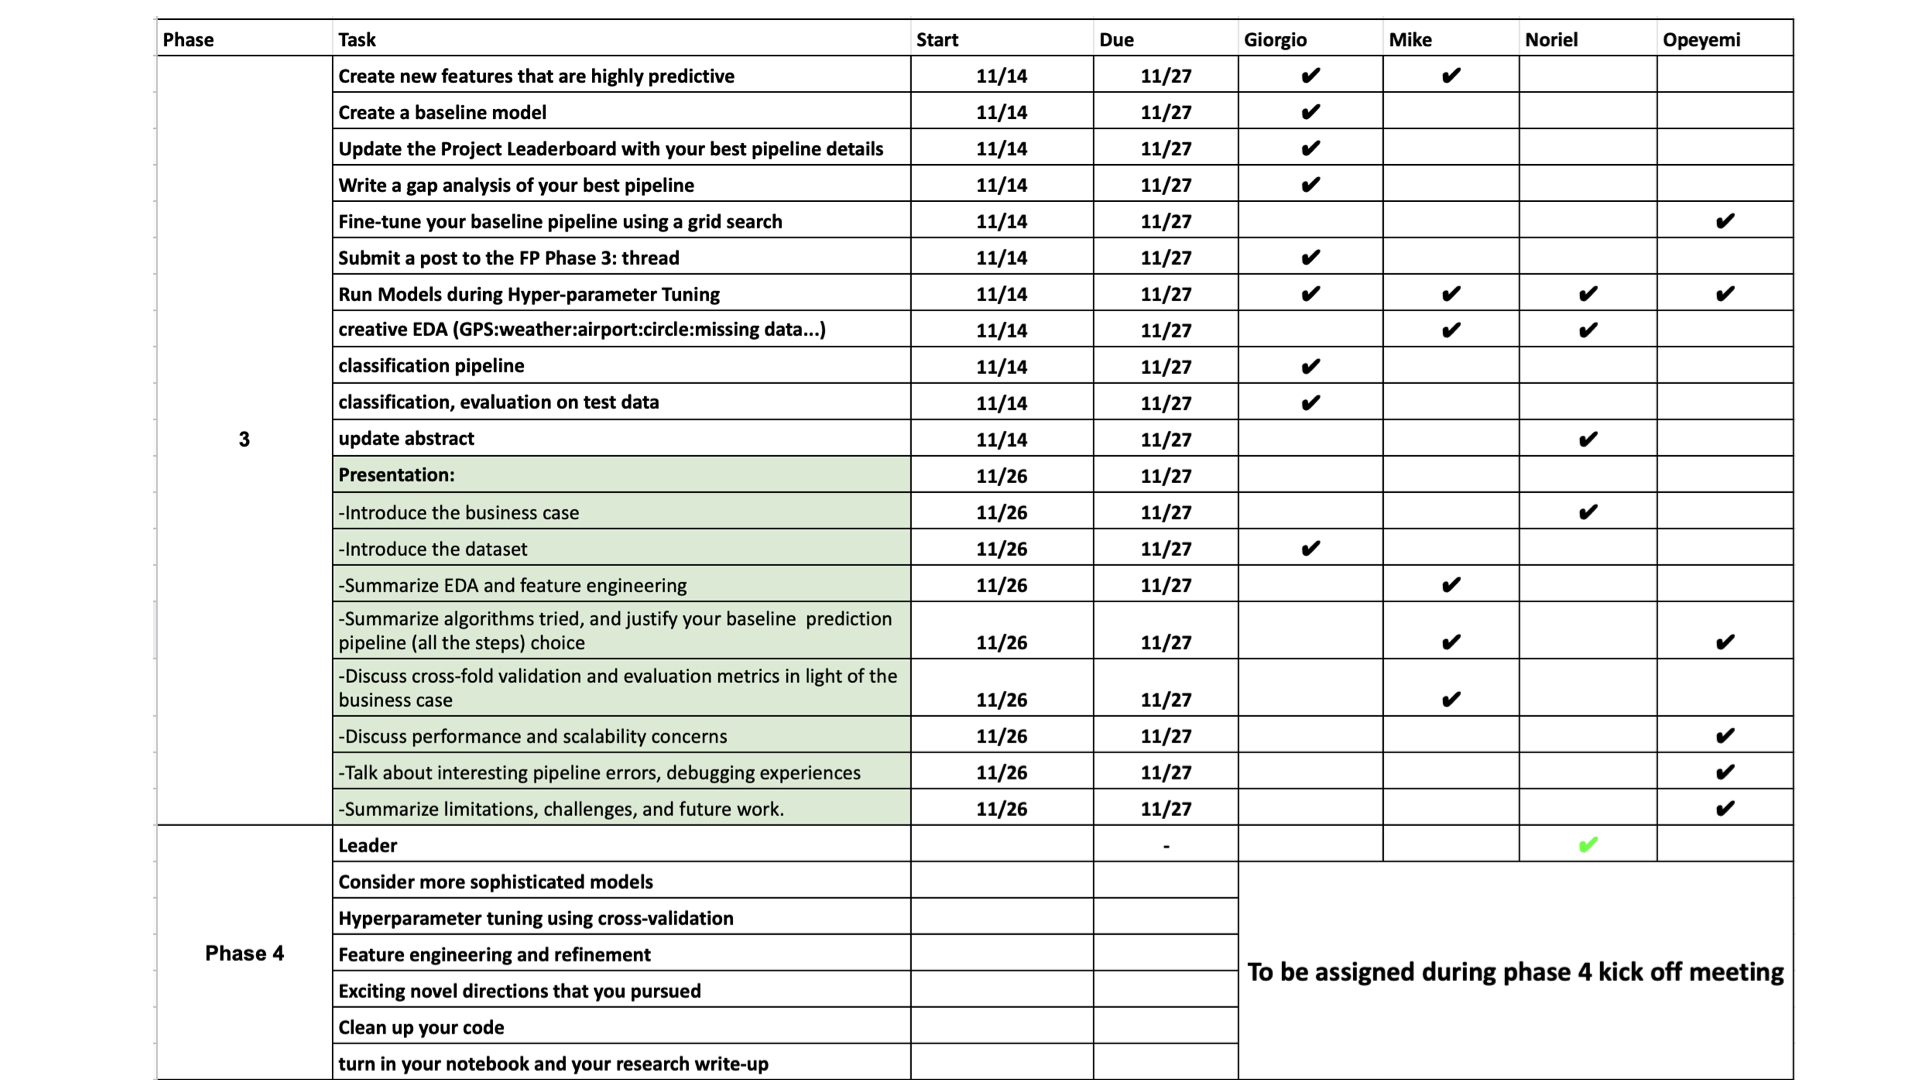 Phase Task Start Due Giorgio Mike Noriel Opeyemi
Create new features that are highly predictive 11/14 11/27 ✔ ✔
Create a baseline model 11/14 11/27 ✔
Update the Project Leaderboard with your best pipeline details 11/14 11/27 ✔
Write a gap analysis of your best pipeline 11/14 11/27 ✔
Fine-tune your baseline pipeline using a grid search 11/14 11/27 ✔
Submit a post to the FP Phase 3: thread 11/14 11/27 ✔
Run Models during Hyper-parameter Tuning 11/14 11/27 ✔ ✔ ✔ ✔
creative EDA (GPS:weather:airport:circle:missing data...) 11/14 11/27 ✔ ✔
classification pipeline 11/14 11/27 ✔
classification, evaluation on test data 11/14 11/27 ✔
3 update abstract 11/14 11/27 ✔
Presentation: 11/26 11/27
-Introduce the business case 11/26 11/27 ✔
-Introduce the dataset 11/26 11/27 ✔
-Summarize EDA and feature engineering 11/26 11/27 ✔
-Summarize algorithms tried, and justify your baseline prediction
pipeline (all the steps) choice 11/26 11/27 ✔ ✔
-Discuss cross-fold validation and evaluation metrics in light of the
business case 11/26 11/27 ✔
-Discuss performance and scalability concerns 11/26 11/27 ✔
-Talk about interesting pipeline errors, debugging experiences 11/26 11/27 ✔
-Summarize limitations, challenges, and future work. 11/26 11/27 ✔
Leader - ✔
Consider more sophisticated models
Hyperparameter tuning using cross-validation
Phase 4 Feature engineering and refinement
To be assigned during phase 4 kick off meeting
Exciting novel directions that you pursued
Clean up your code
turn in your notebook and your research write-up